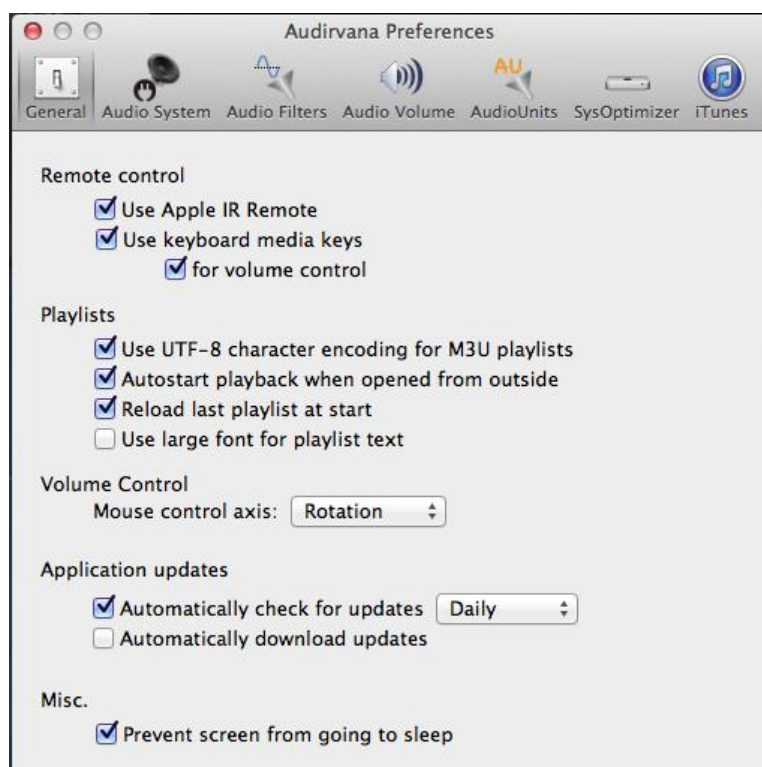 Audirvana Preferences
General Audio System Audio Filters Audio Volume AU AudioUnits SysOptimizer iTunes
Remote control
Use Apple IR Remote
Use keyboard media keys
for volume control
Playlists
Use UTF-8 character encoding for M3U playlists
Autostart playback when opened from outside
Reload last playlist at start
Use large font for playlist text
Volume Control
Mouse control axis: Rotation
Application updates
Automatically check for updates Daily
Automatically download updates
Misc.
Prevent screen from going to sleep